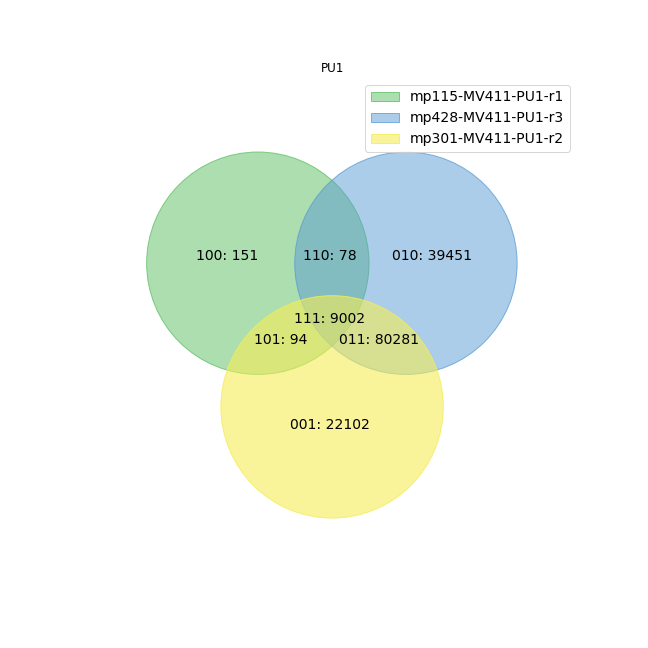 PU1
mp115-MV411-PU1-r1
mp428-MV411-PU1-r3
mp301-MV411-PU1-r2
100: 151
110: 78
010: 39451
111: 9002
101: 94
011: 80281
001: 22102